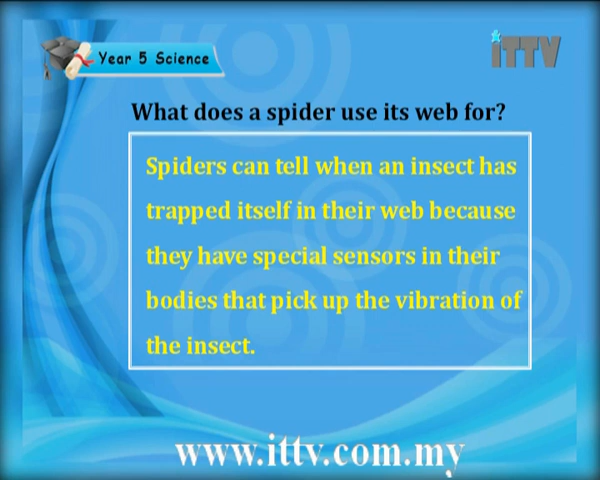 Year 5 Science
iTTV
What does a spider use its web for?
Spiders can tell when an insect has
trapped itself in their web because
they have special sensors in their
bodies that pick up the vibration of
the insect.
www.ittv.com.my